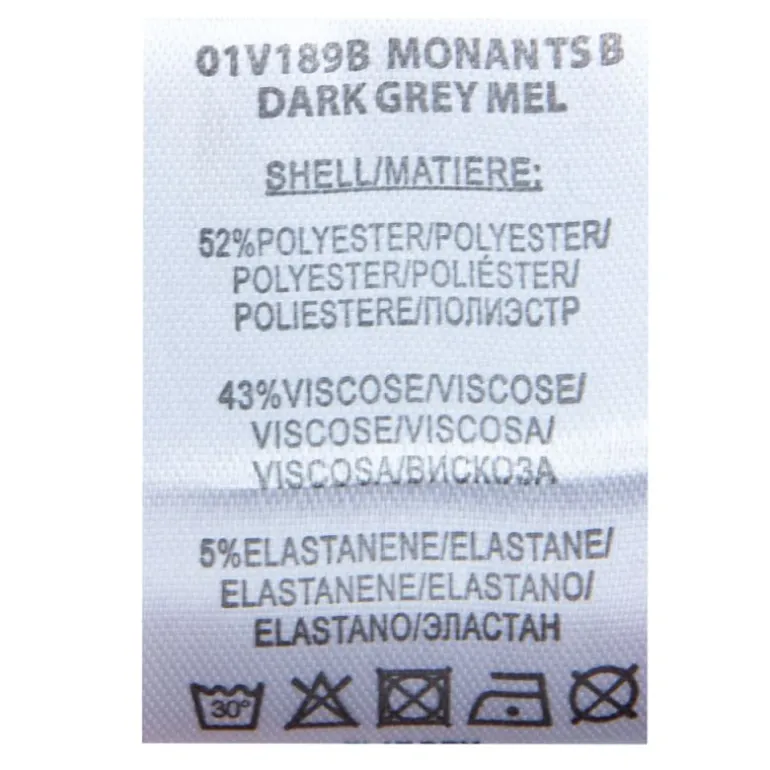 01V189B MONANTS B
DARK GREY MEL
SHELL/MATIERE:
52%POLYESTER/POLYESTER/
POLYESTER/POLIÉSTER/
POLIESTERE/ПОЛИЭСТР
43%VISCOSE/VISCOSE/
VISCOSE/VISCOSA/
VISCOSA/ВИСКОЗА
5%ELASTANENE/ELASTANE/
ELASTANENE/ELASTANO/
ELASTANO/ЭЛАСТАН
30°